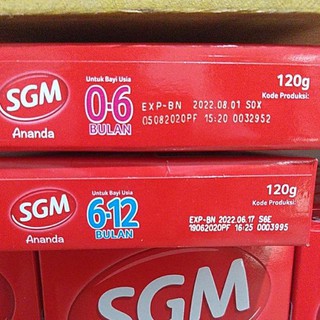 SGM
Ananda
Untuk Bayi Usia
0-6
BULAN
120g
Kode Produksi:
EXP-BN 2022.08.01 SOX
05082020PF 15:20 0032952
SGM
Ananda
Untuk Bayi Usia
6-12
BULAN
120g
Kode Produksi:
EXP-BN 2022.06.17 S6E
19062020PF 16:25 0003995
SGM